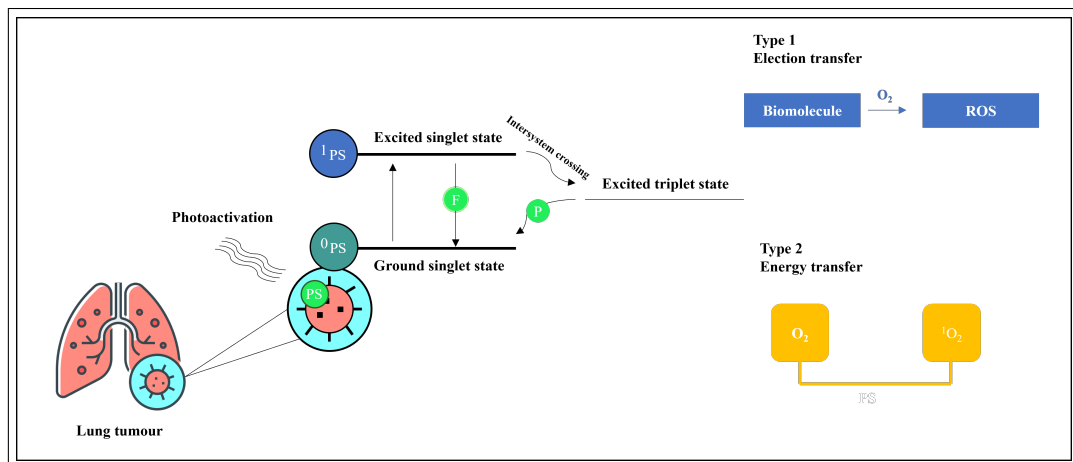 Type 1
Election transfer
O₂
Biomolecule
ROS
Excited singlet state
¹PS
Intersystem crossing
F
Excited triplet state
P
Photoactivation
⁰PS
Ground singlet state
PS
Type 2
Energy transfer
O₂
¹O₂
PS
Lung tumour